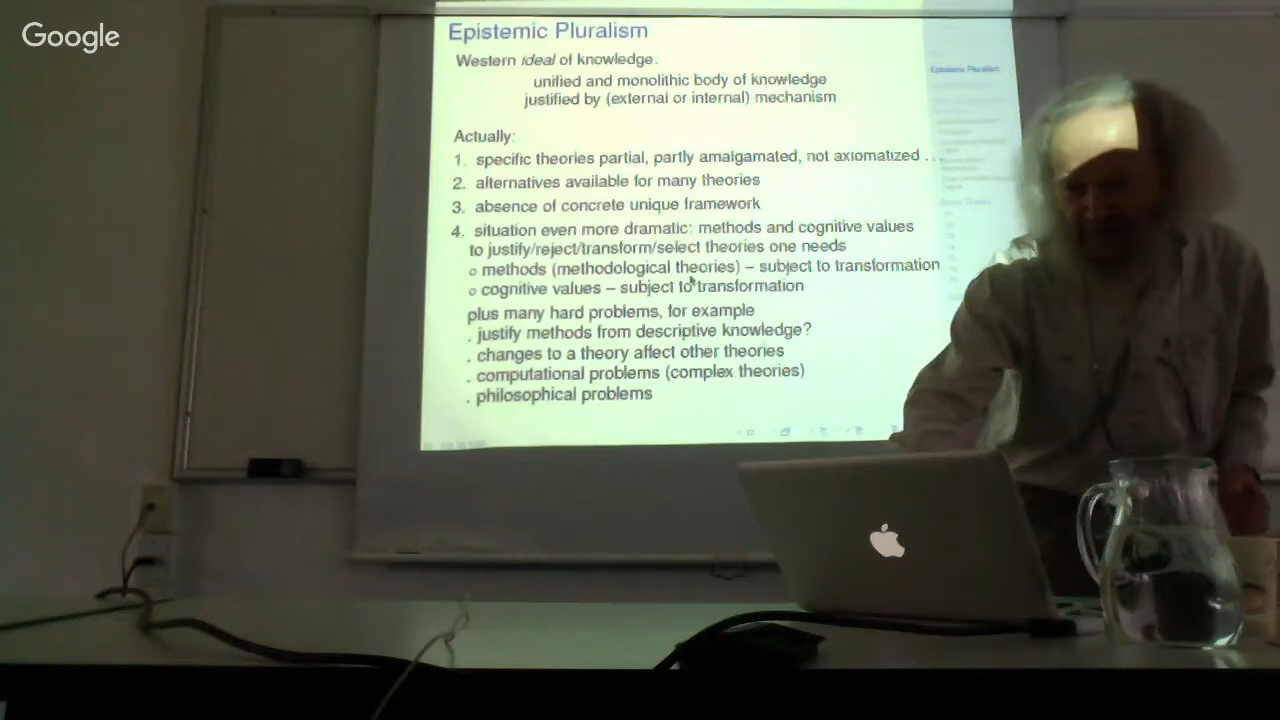 Google
Epistemic Pluralism
Western ideal of knowledge.
unified and monolithic body of knowledge
justified by (external or internal) mechanism
Actually:
1. specific theories partial, partly amalgamated, not axiomatized . . .
2. alternatives available for many theories
3. absence of concrete unique framework
4. situation even more dramatic: methods and cognitive values
to justify/reject/transform/select theories one needs
o methods (methodological theories) – subject to transformation
o cognitive values – subject to transformation
plus many hard problems, for example
. justify methods from descriptive knowledge?
. changes to a theory affect other theories
. computational problems (complex theories)
. philosophical problems
Epistemic Pluralism